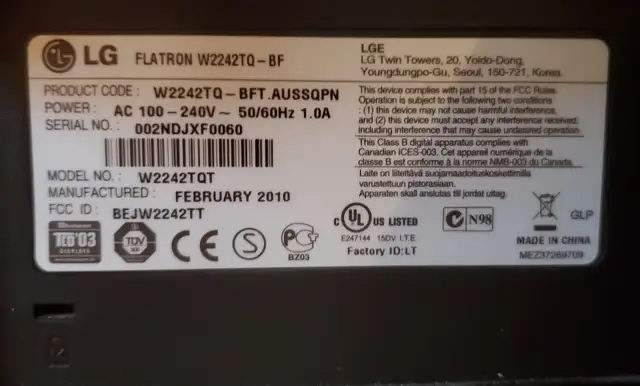 LG FLATRON W2242TQ-BF
PRODUCT CODE: W2242TQ-BFT.AUSSQPN
POWER: AC 100-240V~ 50/60Hz 1.0A
SERIAL NO.: 002NDJXF0060
MODEL NO.: W2242TQT
MANUFACTURED: FEBRUARY 2010
FCC ID: BEJW2242TT
TCO'03
DISPLAYS
TÜV
CE
S
PG
BZ03
LGE
LG Twin Towers, 20, Yoido-Dong,
Youngdungpo-Gu, Seoul, 150-721, Korea.
This device complies with part 15 of the FCC Rules.
Operation is subject to the following two conditions
: (1) this device may not cause harmful interference,
and (2) this device must accept any interference received,
including interference that may cause undesired operation.
This Class B digital apparatus complies with
Canadian ICES-003. Cet appareil numérique de la
classe B est conforme à la norme NMB-003 du Canada.
Laite on liitettävä suojamaadoituskoskettimilla
varustettuun pistorasiaan.
Apparaten skall anslutas till jordat uttag.
C UL US LISTED
E247144 15DV I.T.E.
Factory ID:LT
N98
GLP
MADE IN CHINA
MEZ37269709